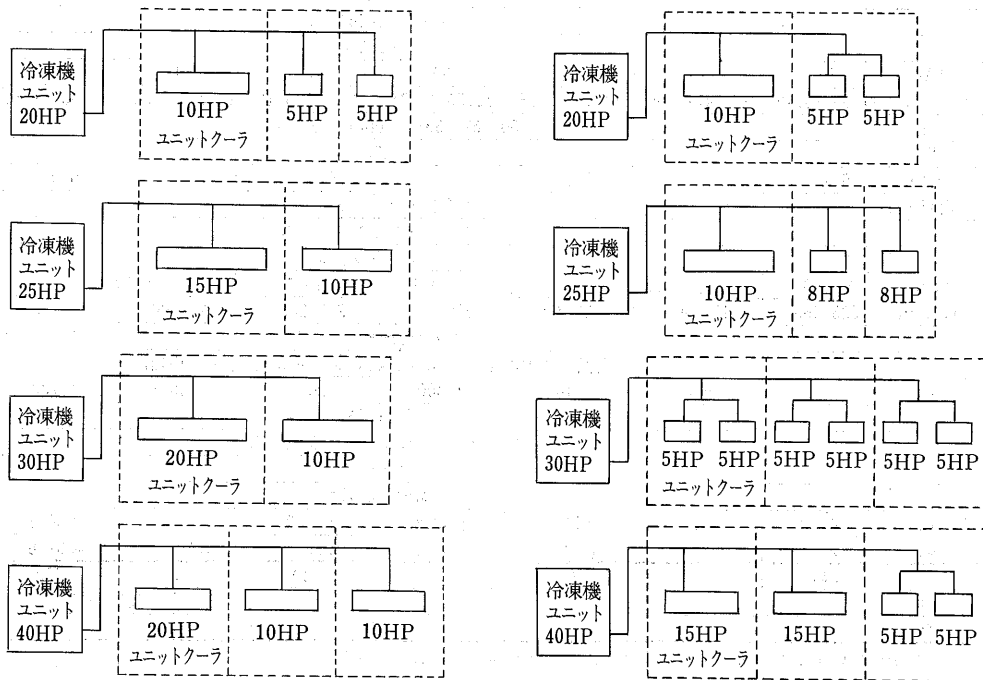 冷凍機
ユニット
20HP
10HP
5HP
5HP
ユニットクーラ
冷凍機
ユニット
20HP
10HP
5HP
5HP
ユニットクーラ
冷凍機
ユニット
25HP
15HP
10HP
ユニットクーラ
冷凍機
ユニット
25HP
10HP
8HP
8HP
ユニットクーラ
冷凍機
ユニット
30HP
20HP
10HP
ユニットクーラ
冷凍機
ユニット
30HP
5HP
5HP
5HP
5HP
5HP
5HP
ユニットクーラ
冷凍機
ユニット
40HP
20HP
10HP
10HP
ユニットクーラ
冷凍機
ユニット
40HP
15HP
15HP
5HP
5HP
ユニットクーラ